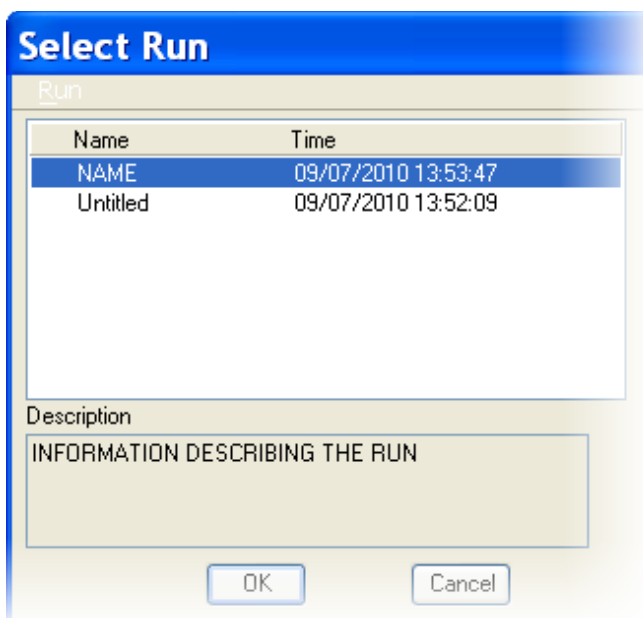 Select Run
Run
Name Time
NAME 09/07/2010 13:53:47
Untitled 09/07/2010 13:52:09
Description
INFORMATION DESCRIBING THE RUN
OK Cancel